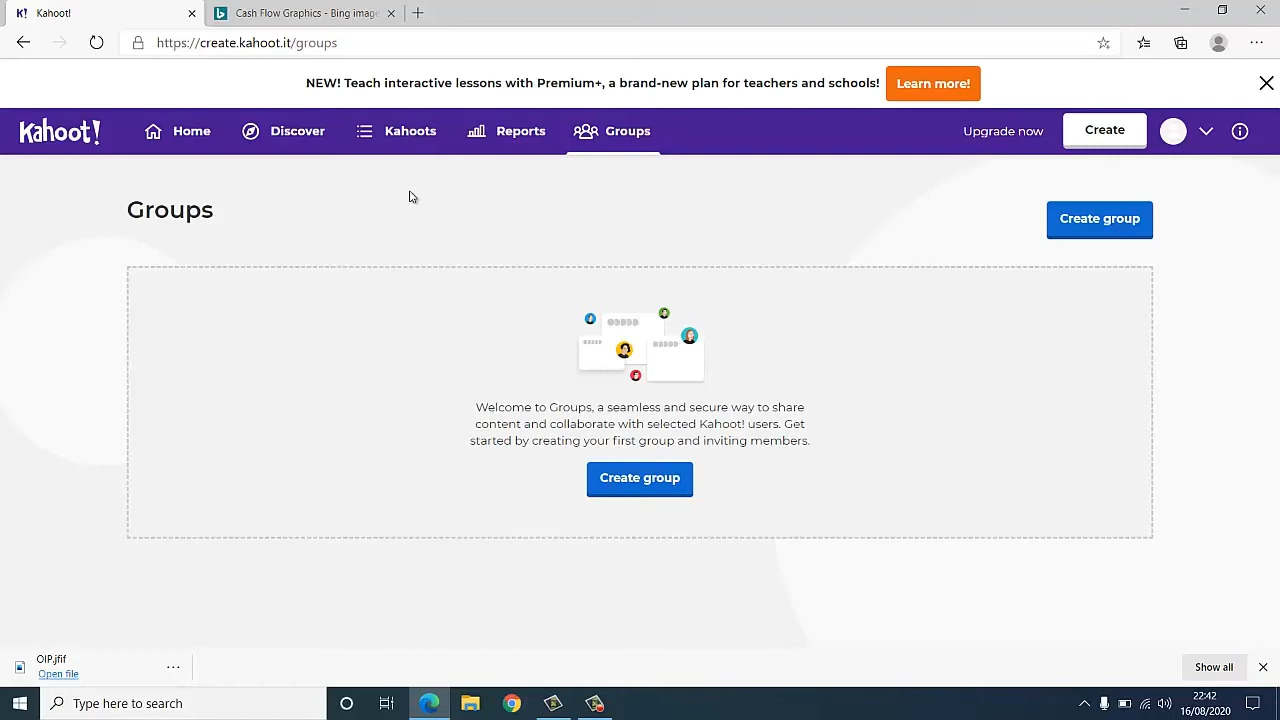 K! Kahoot!
Cash Flow Graphics - Bing image
https://create.kahoot.it/groups
NEW! Teach interactive lessons with Premium+, a brand-new plan for teachers and schools!
Learn more!
Kahoot!
Home
Discover
Kahoots
Reports
Groups
Upgrade now
Create
Groups
Create group
Welcome to Groups, a seamless and secure way to share
content and collaborate with selected Kahoot! users. Get
started by creating your first group and inviting members.
Create group
OIP.jfif
Open file
Show all
Type here to search
22:42
16/08/2020